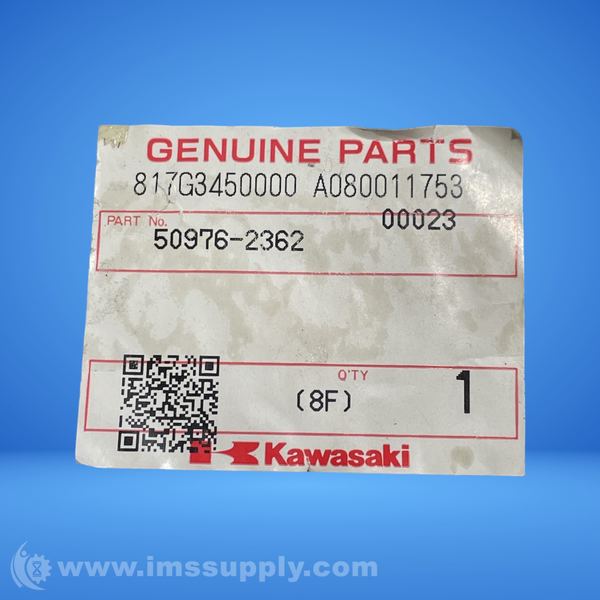 GENUINE PARTS
817G3450000 A080011753
00023
PART No.
50976-2362
Q'TY
(8F) 1
Kawasaki
www.imssupply.com